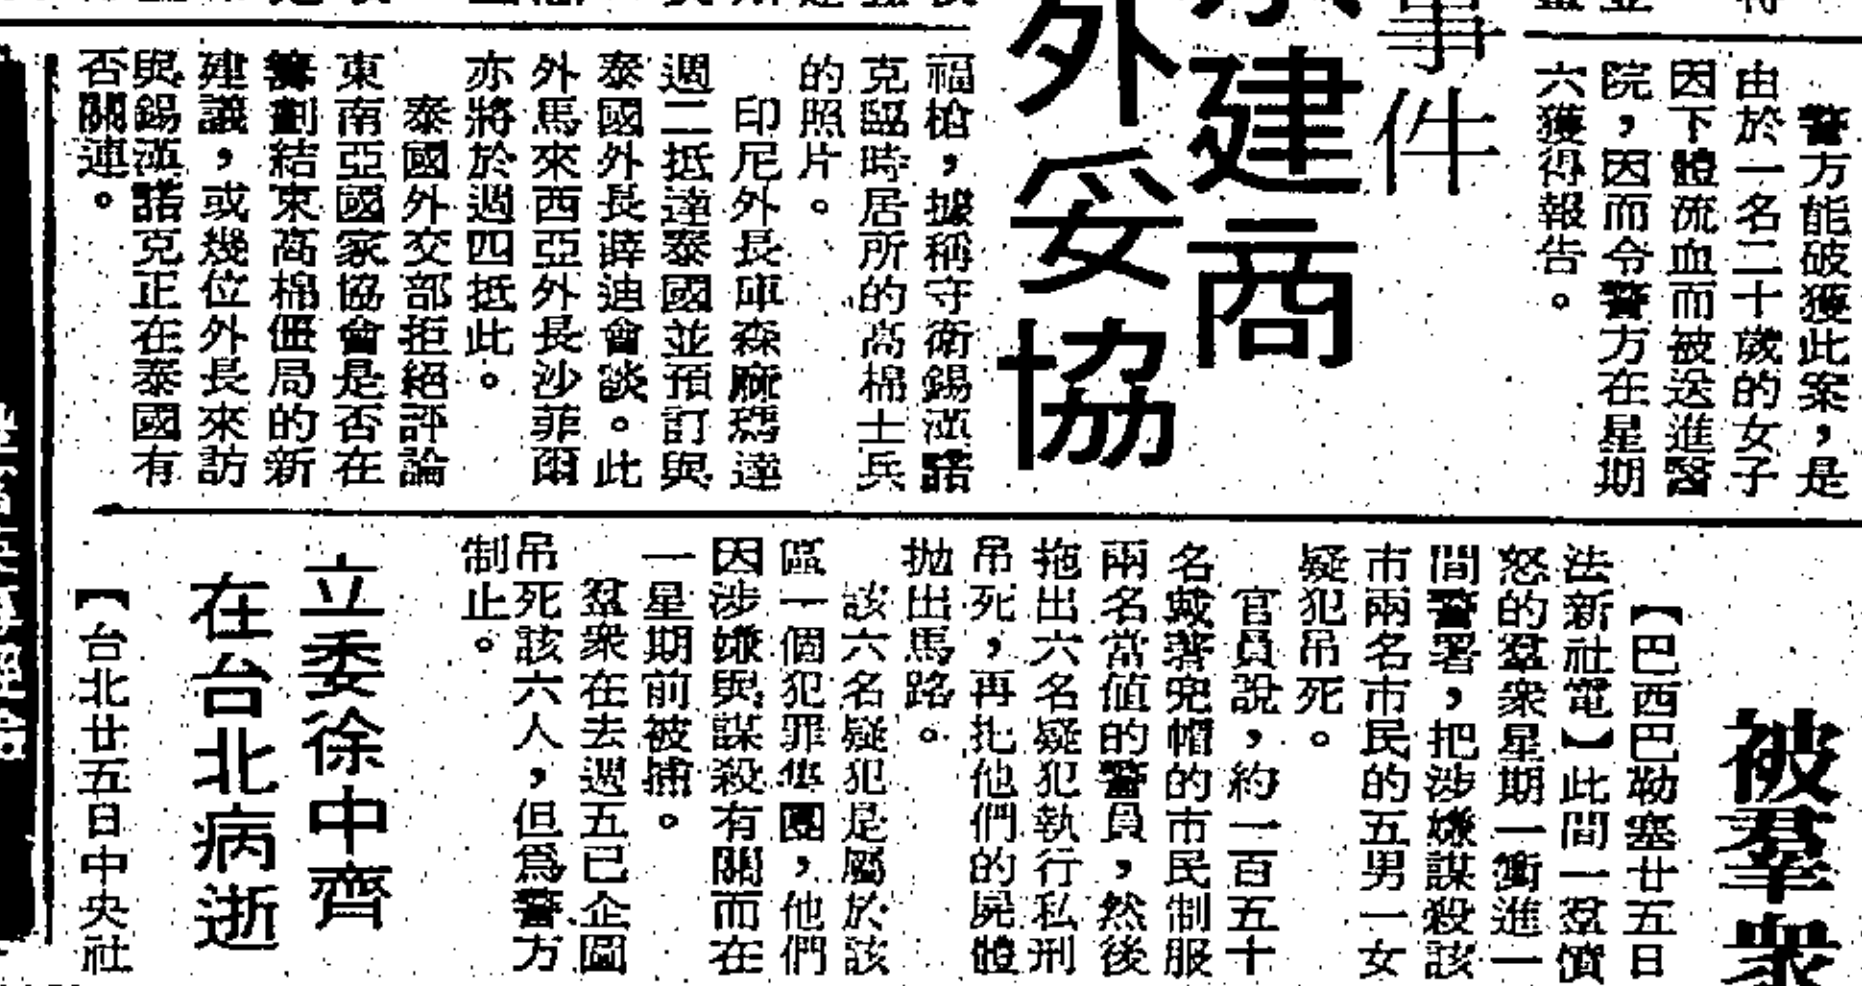 事件
建商
外妥協
警方能破獲此案，是
由於一名二十歲的女子
因下體流血而被送進醫
院，因而令警方在星期
六獲得報告。
福槍，據稱守衛錫漩諾
克臨時居所的高棉士兵
的照片。
印尼外長庫森蔴瑪達
週二抵達泰國並預訂與
泰國外長薛迪會談。此
外馬來西亞外長沙菲爾
亦將於週四抵此。
泰國外交部拒絕評論
東南亞國家協會是否在
籌劃結束高棉僵局的新
建議，或幾位外長來訪
與錫漩諾克正在泰國有
否關連。
被羣衆
【巴西巴勒塞廿五日
法新社電】此間一羣憤
怒的羣衆星期一衝進一
間警署，把涉嫌謀殺該
市兩名市民的五男一女
疑犯吊死。
官員說，約一百五十
名戴著兜帽的市民制服
兩名當值的警員，然後
拖出六名疑犯執行私刑
吊死，再把他們的屍體
拋出馬路。
該六名疑犯是屬於該
區一個犯罪集團，他們
因涉嫌與謀殺有關而在
一星期前被捕。
羣衆在去週五已企圖
吊死該六人，但爲警方
制止。
立委徐中齊
在台北病逝
【台北廿五日中央社